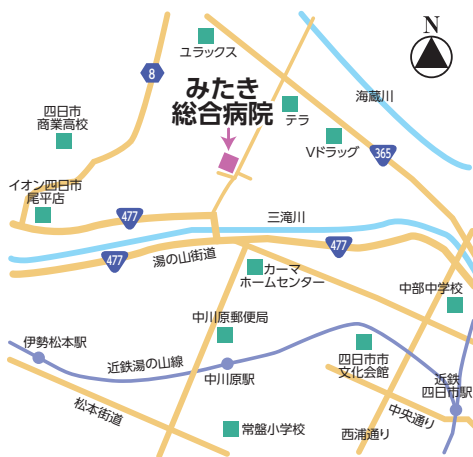 N
ユラックス
8
みたき
総合病院
海蔵川
四日市
商業高校
テラ
Vドラッグ
365
イオン四日市
尾平店
477
三滝川
477
湯の山街道
477
カーマ
ホームセンター
中部中学校
中川原郵便局
伊勢松本駅
近鉄湯の山線
四日市市
文化会館
中川原駅
近鉄
四日市駅
松本街道
中央通り
常盤小学校
西浦通り